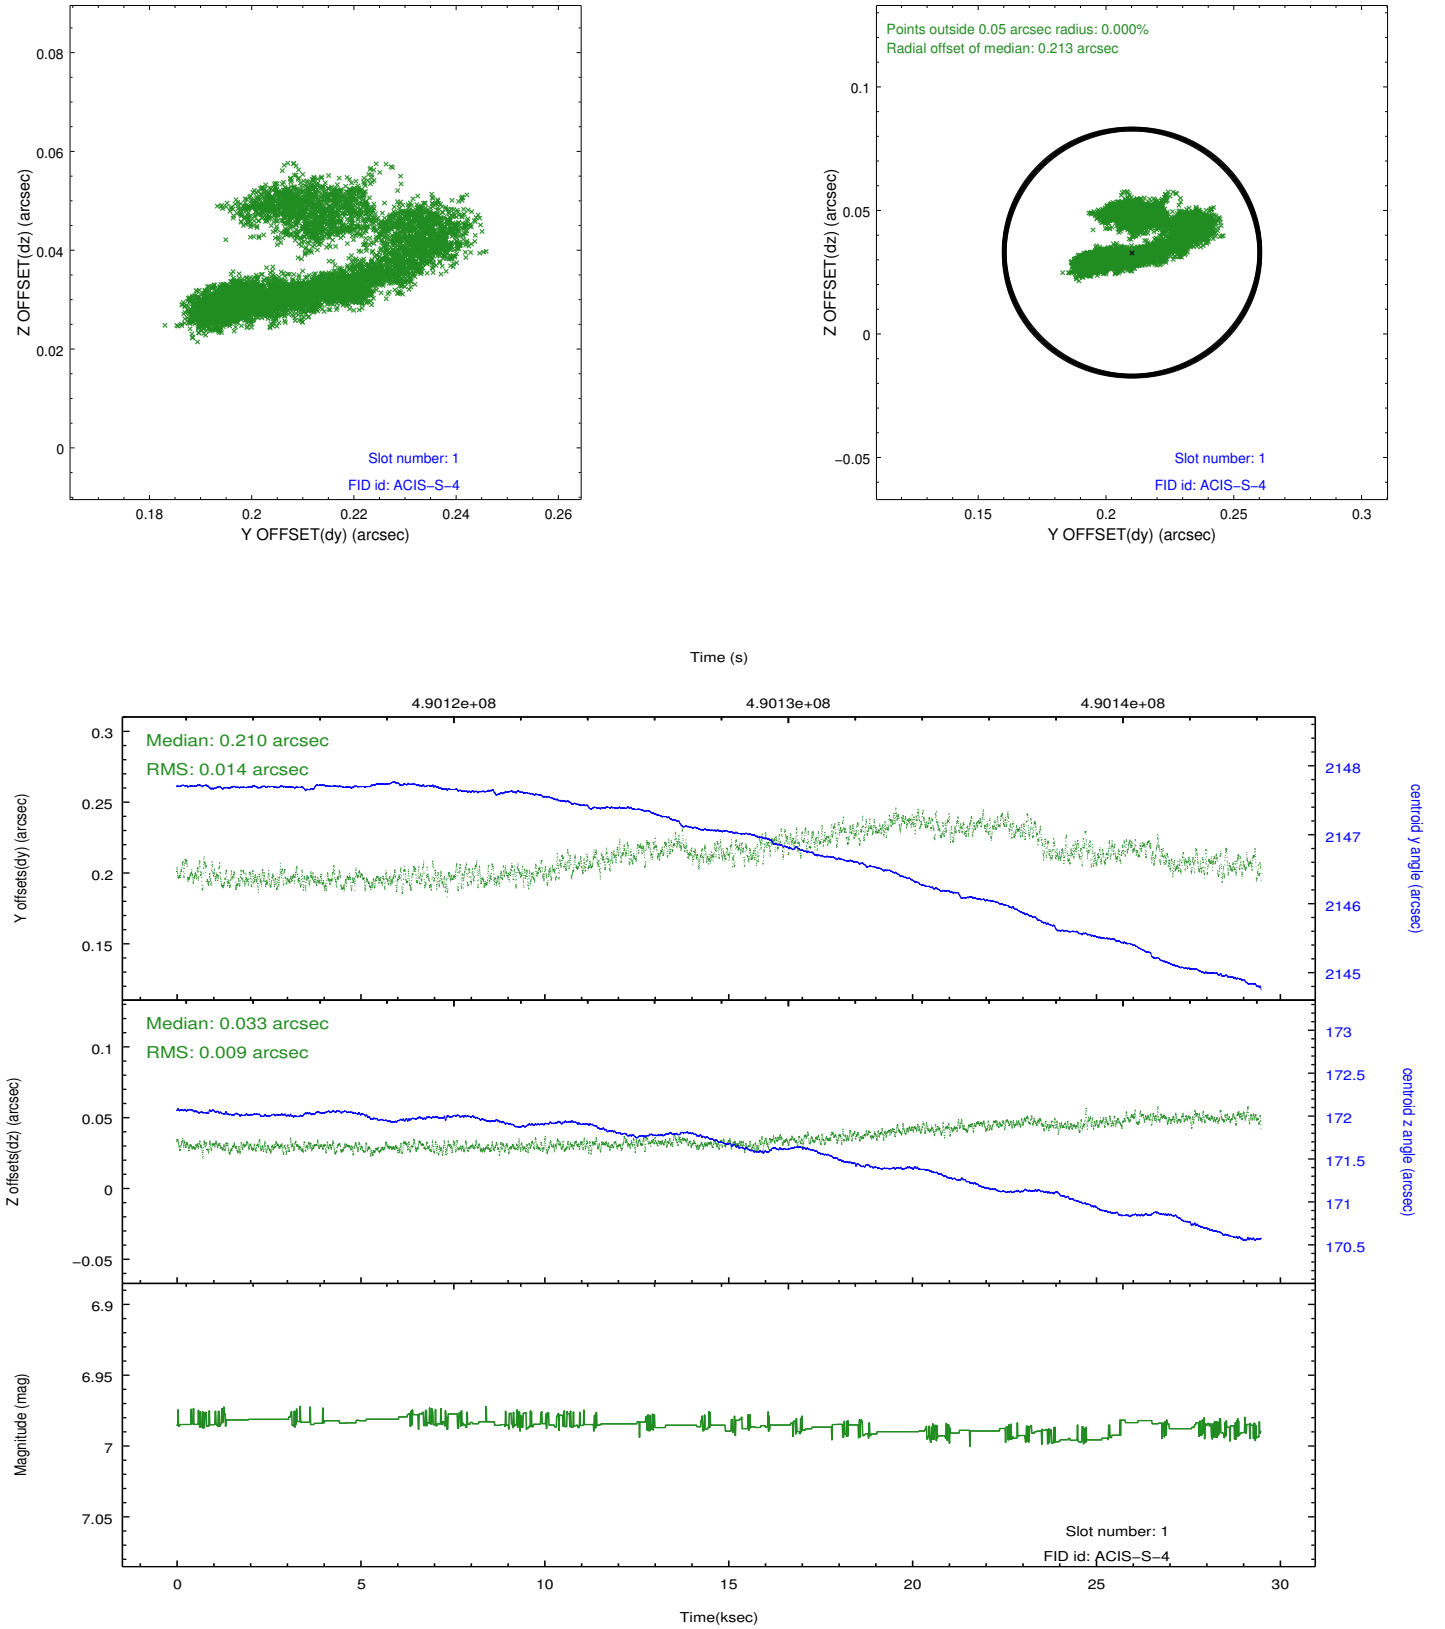 0.08
0.06
0.04
0.02
0
Z OFFSET(dz) (arcsec)
Slot number: 1
FID id: ACIS−S−4
0.18 0.2 0.22 0.24 0.26
Y OFFSET(dy) (arcsec)
Points outside 0.05 arcsec radius: 0.000%
Radial offset of median: 0.213 arcsec
0.1
0.05
0
−0.05
Z OFFSET(dz) (arcsec)
Slot number: 1
FID id: ACIS−S−4
0.15 0.2 0.25 0.3
Y OFFSET(dy) (arcsec)
Time (s)
4.9012e+08 4.9013e+08 4.9014e+08
Median: 0.210 arcsec
RMS: 0.014 arcsec
0.3
0.25
0.2
0.15
Y offsets(dy) (arcsec)
2148
2147
2146
2145
centroid y angle (arcsec)
Median: 0.033 arcsec
RMS: 0.009 arcsec
0.1
0.05
0
−0.05
Z offsets(dz) (arcsec)
173
172.5
172
171.5
171
170.5
centroid z angle (arcsec)
6.9
6.95
7
7.05
Magnitude (mag)
Slot number: 1
FID id: ACIS−S−4
0 5 10 15 20 25 30
Time(ksec)